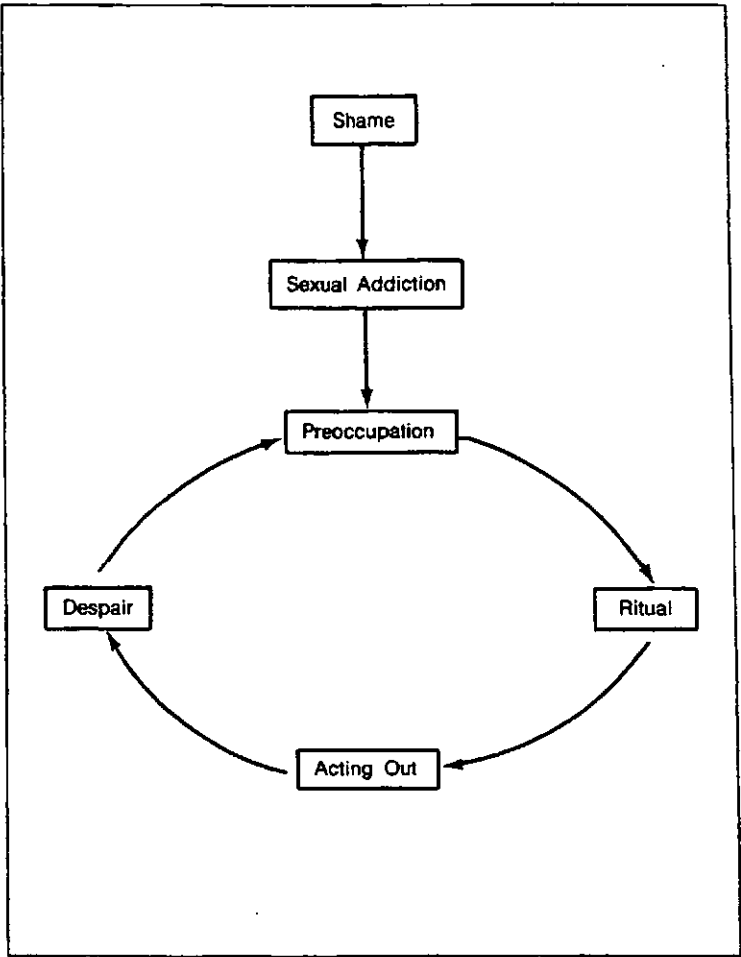 Shame
Sexual Addiction
Preoccupation
Despair
Ritual
Acting Out